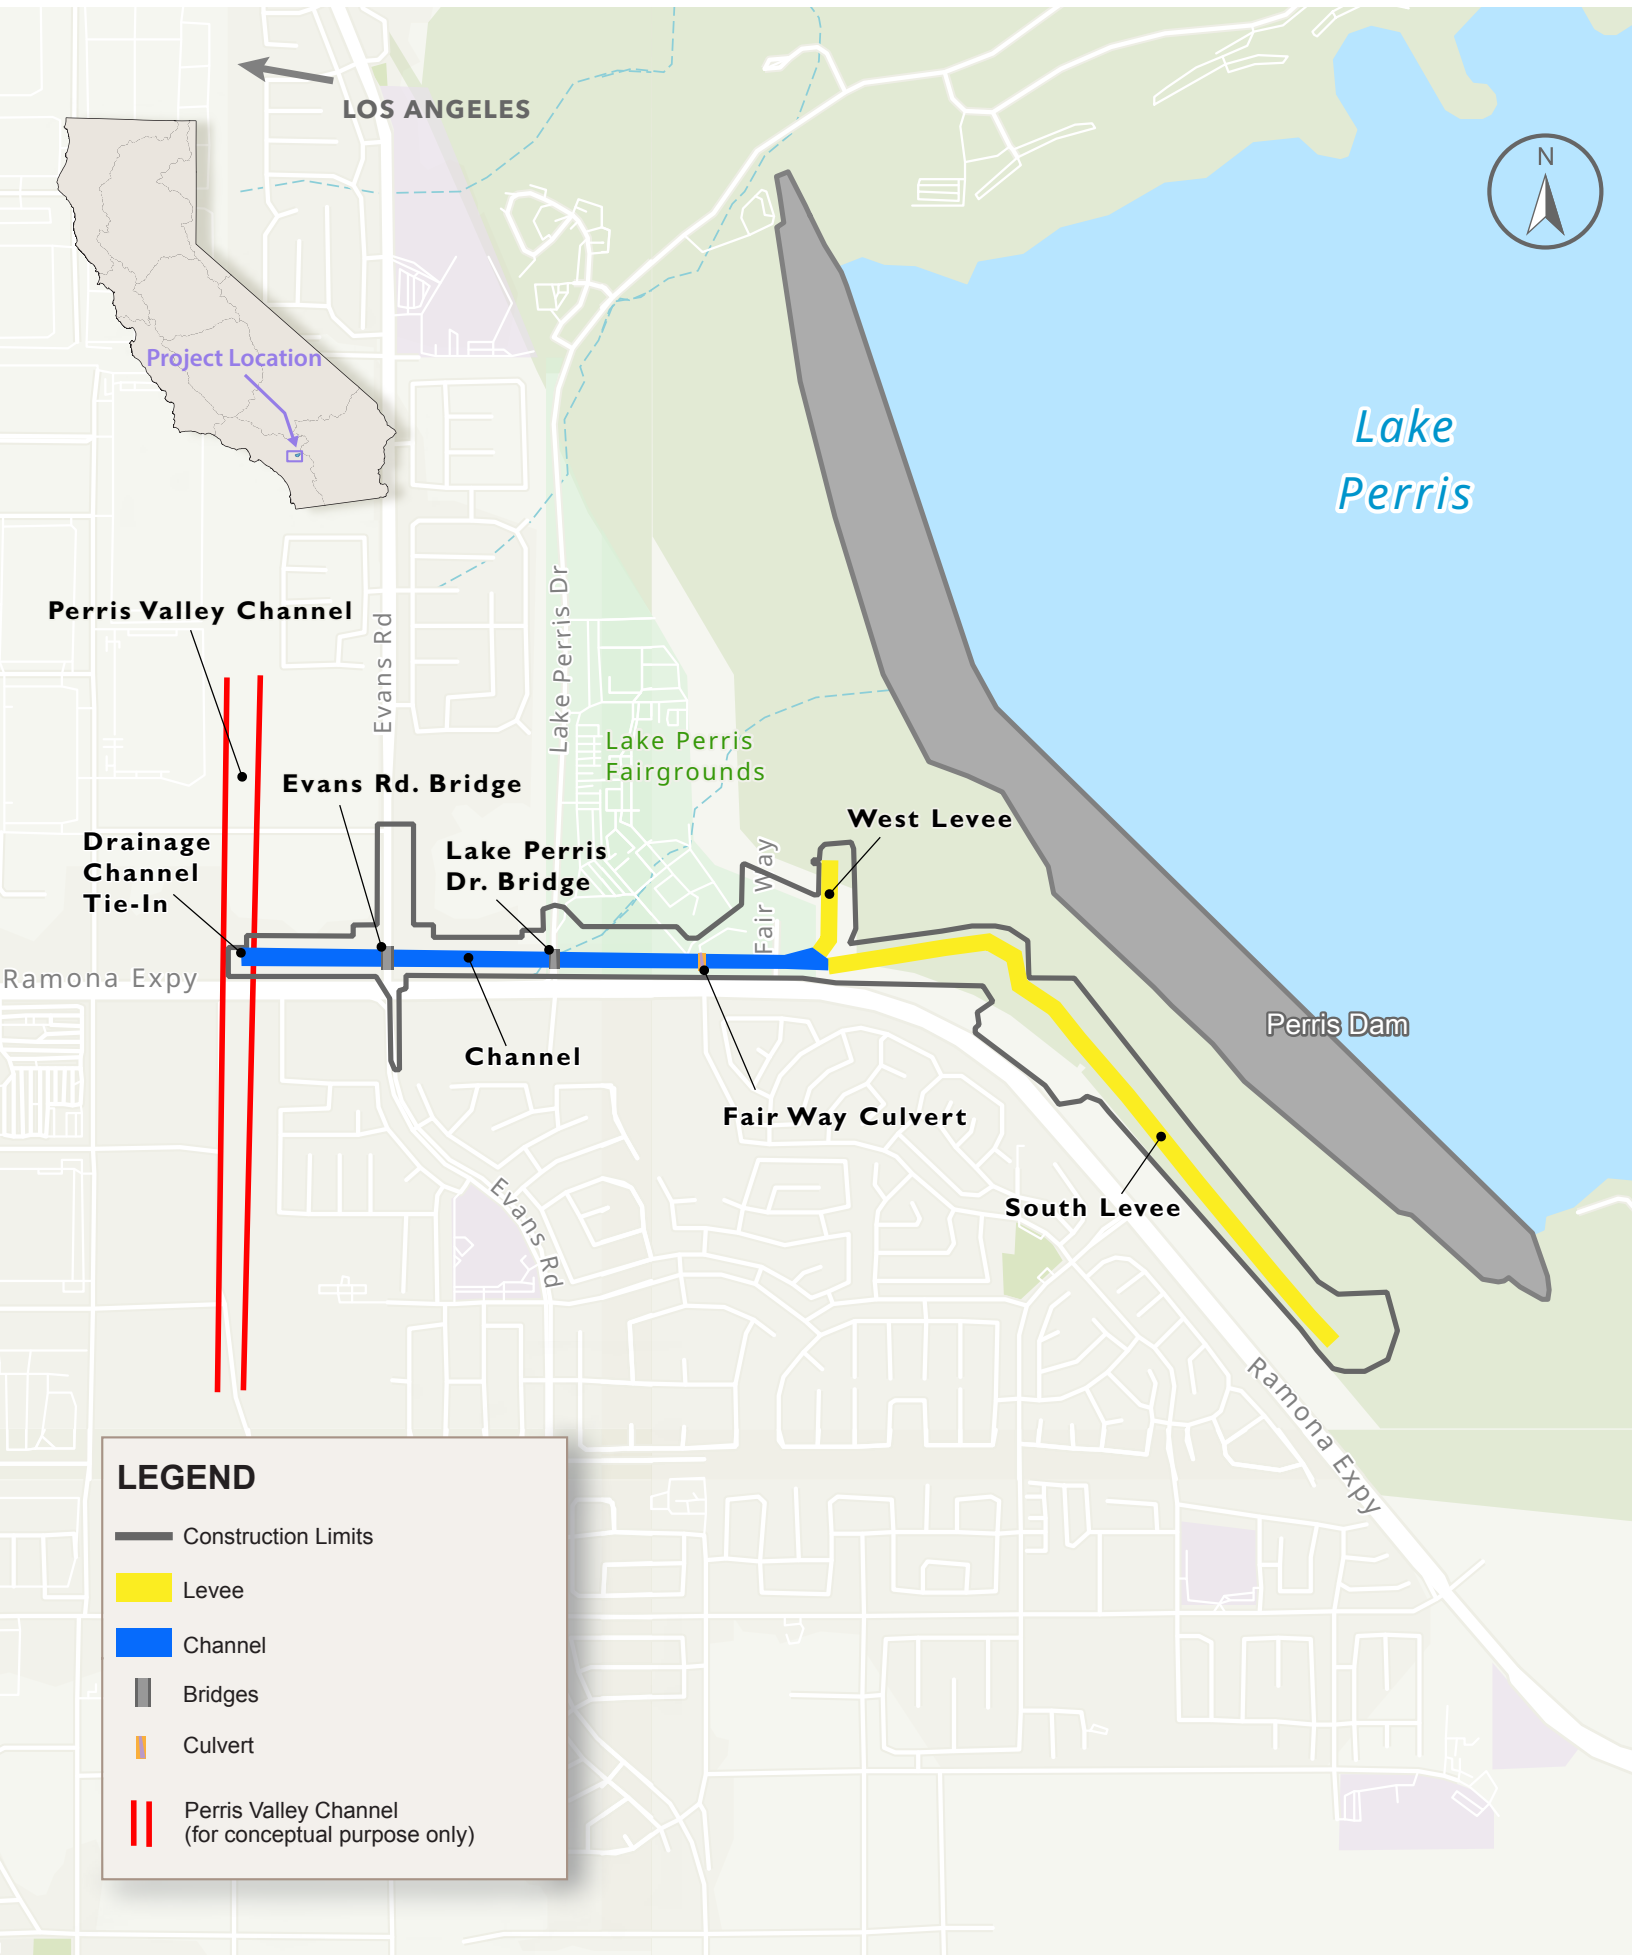 LOS ANGELES
N
Project Location
Lake
Perris
Perris Valley Channel
Evans Rd
Lake Perris Dr
Lake Perris
Fairgrounds
Evans Rd. Bridge
West Levee
Drainage
Channel
Tie-In
Lake Perris
Dr. Bridge
Fair Way
Ramona Expy
Perris Dam
Channel
Fair Way Culvert
South Levee
Evans Rd
Ramona Expy
LEGEND
Construction Limits
Levee
Channel
Bridges
Culvert
Perris Valley Channel
(for conceptual purpose only)